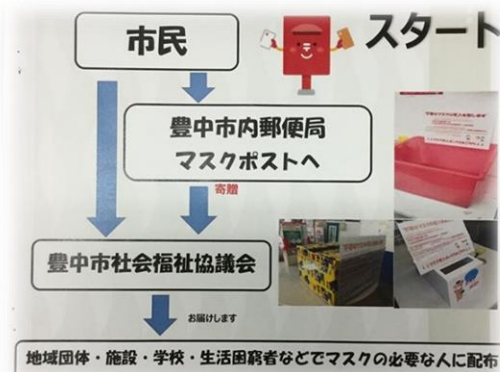 スタート
市民
豊中市内郵便局
マスクポストへ
寄贈
豊中市社会福祉協議会
お届けします
地域団体・施設・学校・生活困窮者などでマスクの必要な人に配布